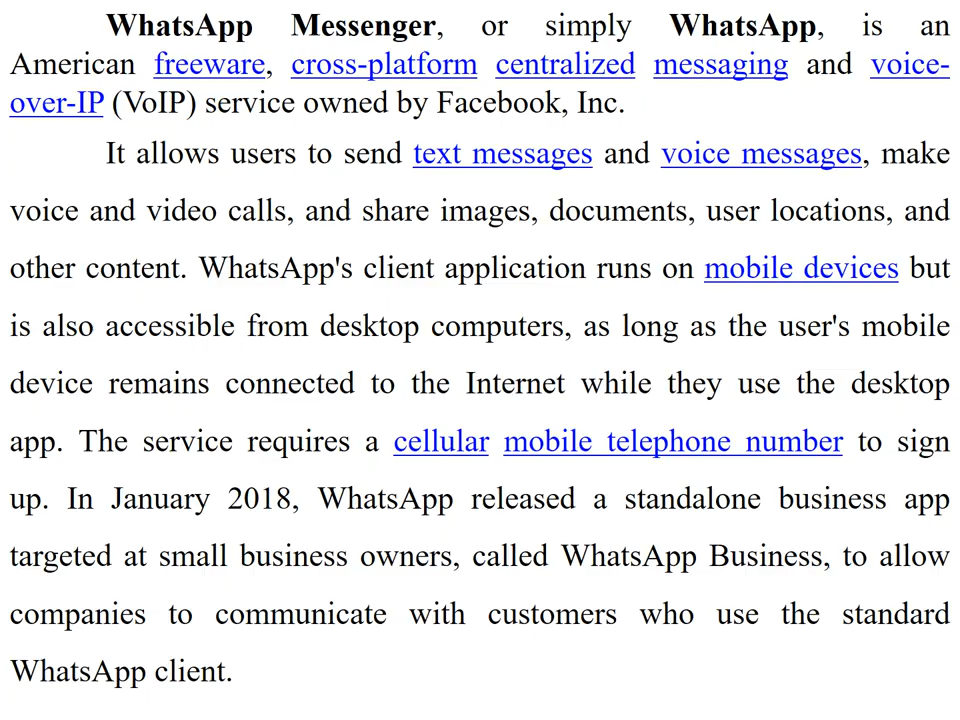 WhatsApp Messenger, or simply WhatsApp, is an
American freeware, cross-platform centralized messaging and voice-
over-IP (VoIP) service owned by Facebook, Inc.
It allows users to send text messages and voice messages, make
voice and video calls, and share images, documents, user locations, and
other content. WhatsApp's client application runs on mobile devices but
is also accessible from desktop computers, as long as the user's mobile
device remains connected to the Internet while they use the desktop
app. The service requires a cellular mobile telephone number to sign
up. In January 2018, WhatsApp released a standalone business app
targeted at small business owners, called WhatsApp Business, to allow
companies to communicate with customers who use the standard
WhatsApp client.